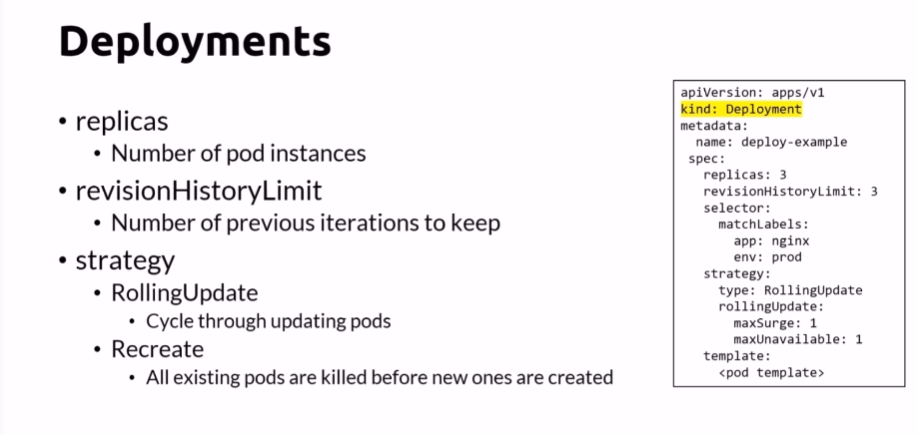 Deployments
• replicas
• Number of pod instances
• revisionHistoryLimit
• Number of previous iterations to keep
• strategy
• RollingUpdate
• Cycle through updating pods
• Recreate
• All existing pods are killed before new ones are created
apiVersion: apps/v1
kind: Deployment
metadata:
  name: deploy-example
 spec:
   replicas: 3
   revisionHistoryLimit: 3
   selector:
     matchLabels:
       app: nginx
       env: prod
   strategy:
     type: RollingUpdate
     rollingUpdate:
       maxSurge: 1
       maxUnavailable: 1
   template:
     <pod template>